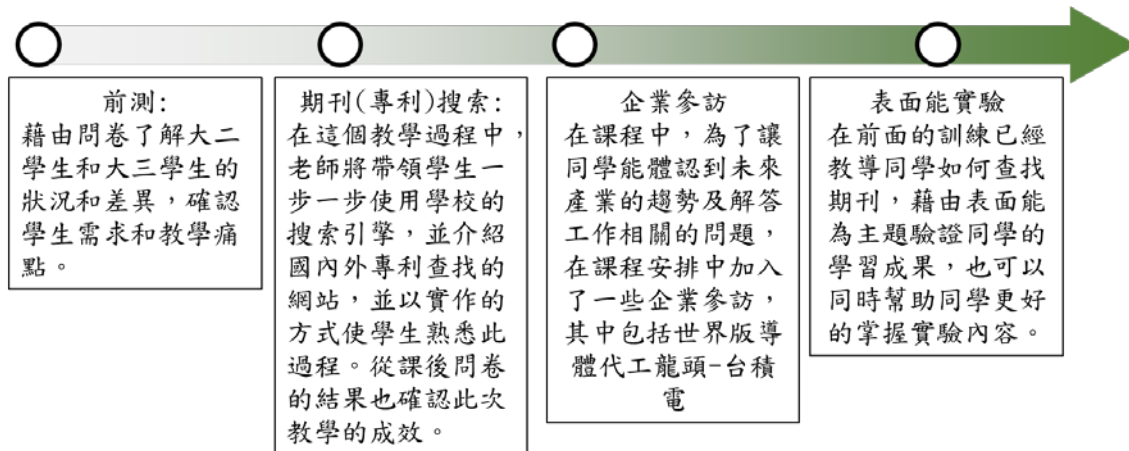 前測:
藉由問卷了解大二
學生和大三學生的
狀況和差異，確認
學生需求和教學痛
點。
期刊(專利)搜索:
在這個教學過程中，
老師將帶領學生一
步一步使用學校的
搜索引擎，並介紹
國內外專利查找的
網站，並以實作的
方式使學生熟悉此
過程。從課後問卷
的結果也確認此次
教學的成效。
企業參訪
在課程中，為了讓
同學能體認到未來
產業的趨勢及解答
工作相關的問題，
在課程安排中加入
了一些企業參訪，
其中包括世界版導
體代工龍頭-台積
電
表面能實驗
在前面的訓練已經
教導同學如何查找
期刊，藉由表面能
為主題驗證同學的
學習成果，也可以
同時幫助同學更好
的掌握實驗內容。